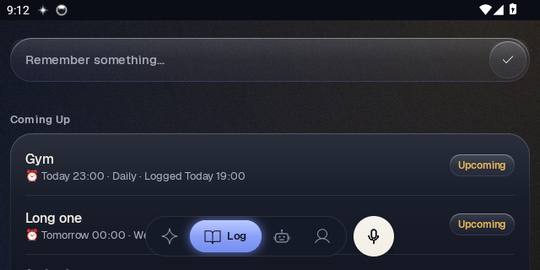 9:12
Remember something...
Coming Up
Gym
Upcoming
⏰ Today 23:00 · Daily · Logged Today 19:00
Long one
Upcoming
⏰ Tomorrow 00:00 ·
Log